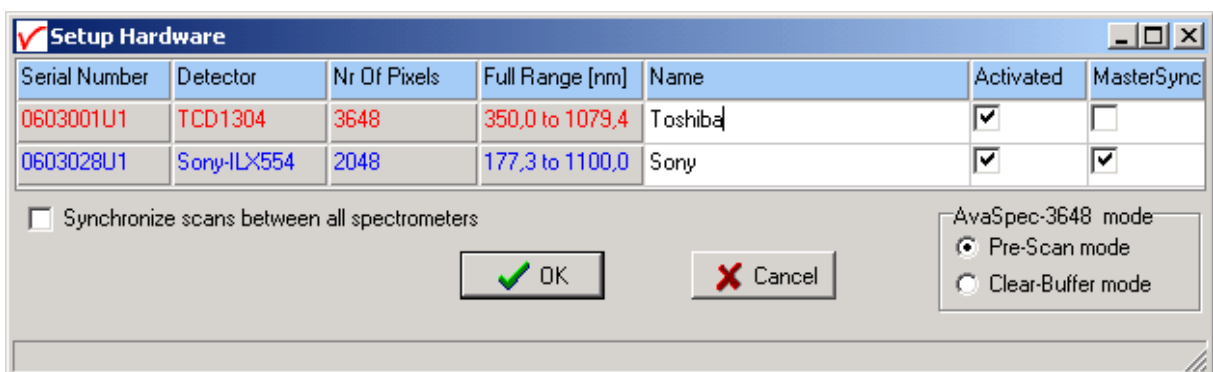 Setup Hardware
Serial Number Detector Nr Of Pixels Full Range [nm] Name Activated MasterSync
0603001U1 TCD1304 3648 350,0 to 1079,4 Toshiba
0603028U1 Sony-ILX554 2048 177,3 to 1100,0 Sony
Synchronize scans between all spectrometers
AvaSpec-3648 mode
Pre-Scan mode
OK Cancel
Clear-Buffer mode